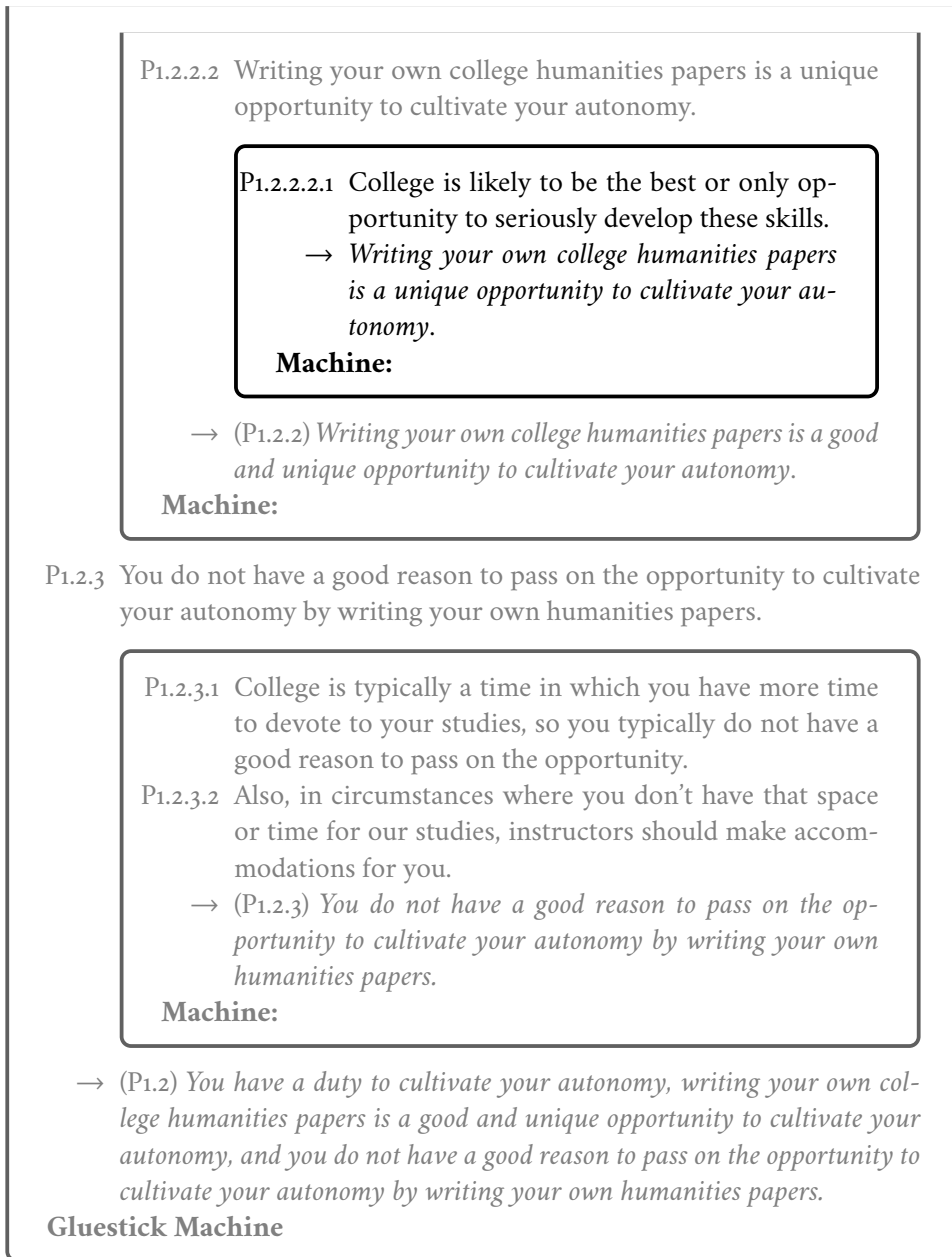 P1.2.2.2 Writing your own college humanities papers is a unique
opportunity to cultivate your autonomy.
P1.2.2.2.1 College is likely to be the best or only op-
portunity to seriously develop these skills.
→ Writing your own college humanities papers
is a unique opportunity to cultivate your au-
tonomy.
Machine:
→ (P1.2.2) Writing your own college humanities papers is a good
and unique opportunity to cultivate your autonomy.
Machine:
P1.2.3 You do not have a good reason to pass on the opportunity to cultivate
your autonomy by writing your own humanities papers.
P1.2.3.1 College is typically a time in which you have more time
to devote to your studies, so you typically do not have a
good reason to pass on the opportunity.
P1.2.3.2 Also, in circumstances where you don’t have that space
or time for our studies, instructors should make accom-
modations for you.
→ (P1.2.3) You do not have a good reason to pass on the op-
portunity to cultivate your autonomy by writing your own
humanities papers.
Machine:
→ (P1.2) You have a duty to cultivate your autonomy, writing your own col-
lege humanities papers is a good and unique opportunity to cultivate your
autonomy, and you do not have a good reason to pass on the opportunity to
cultivate your autonomy by writing your own humanities papers.
Gluestick Machine